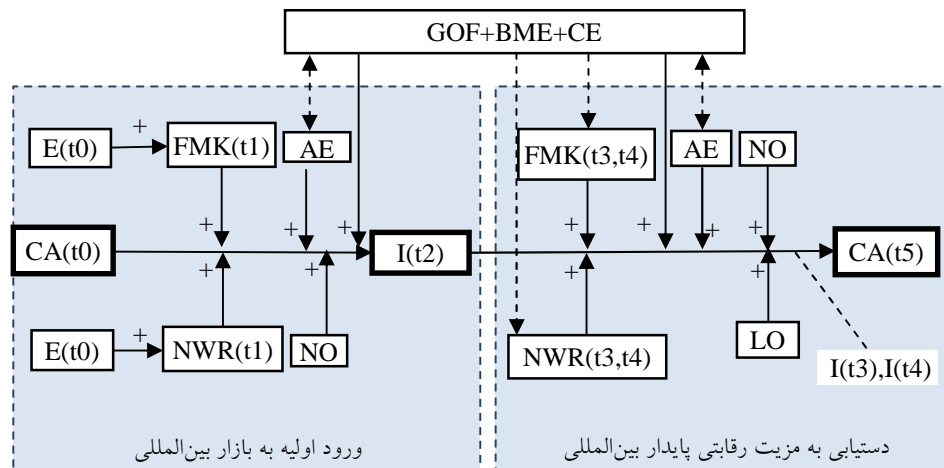 GOF+BME+CE
E(t0)
+
FMK(t1)
AE
+
+
+
CA(t0)
I(t2)
+
+
E(t0)
+
NWR(t1)
NO
ورود اولیه به بازار بین‌المللی
FMK(t3,t4)
AE
NO
+
+
+
+
CA(t5)
+
+
NWR(t3,t4)
LO
I(t3),I(t4)
دستیابی به مزیت رقابتی پایدار بین‌المللی